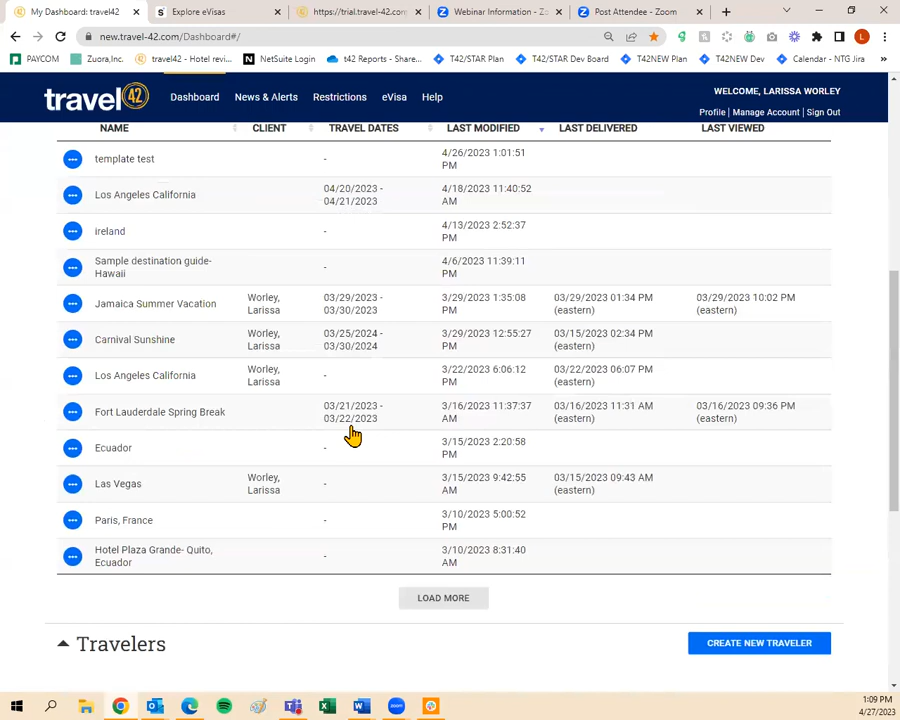 My Dashboard: travel42
Explore eVisas
https://trial.travel-42.com
Webinar Information - Zo
Post Attendee - Zoom
new.travel-42.com/Dashboard#/
PAYCOM
Zuora,Inc.
travel42 - Hotel revi...
NetSuite Login
t42 Reports - Share...
T42/STAR Plan
T42/STAR Dev Board
T42NEW Plan
T42NEW Dev
Calendar - NTG Jira
travel 42
Dashboard
News & Alerts
Restrictions
eVisa
Help
WELCOME, LARISSA WORLEY
Profile | Manage Account | Sign Out
NAME CLIENT TRAVEL DATES LAST MODIFIED LAST DELIVERED LAST VIEWED
template test - 4/26/2023 1:01:51
PM
Los Angeles California 04/20/2023 - 4/18/2023 11:40:52
04/21/2023 AM
ireland - 4/13/2023 2:52:37
PM
Sample destination guide- - 4/6/2023 11:39:11
Hawaii PM
Jamaica Summer Vacation Worley, 03/29/2023 - 3/29/2023 1:35:08 03/29/2023 01:34 PM 03/29/2023 10:02 PM
Larissa 03/30/2023 PM (eastern) (eastern)
Carnival Sunshine Worley, 03/25/2024 - 3/29/2023 12:55:27 03/15/2023 02:34 PM
Larissa 03/30/2024 PM (eastern)
Los Angeles California Worley, - 3/22/2023 6:06:12 03/22/2023 06:07 PM
Larissa PM (eastern)
Fort Lauderdale Spring Break 03/21/2023 - 3/16/2023 11:37:37 03/16/2023 11:31 AM 03/16/2023 09:36 PM
03/22/2023 AM (eastern) (eastern)
Ecuador - 3/15/2023 2:20:58
PM
Las Vegas Worley, - 3/15/2023 9:42:55 03/15/2023 09:43 AM
Larissa AM (eastern)
Paris, France - 3/10/2023 5:00:52
PM
Hotel Plaza Grande- Quito, - 3/10/2023 8:31:40
Ecuador AM
LOAD MORE
Travelers
CREATE NEW TRAVELER
1:09 PM
4/27/2023